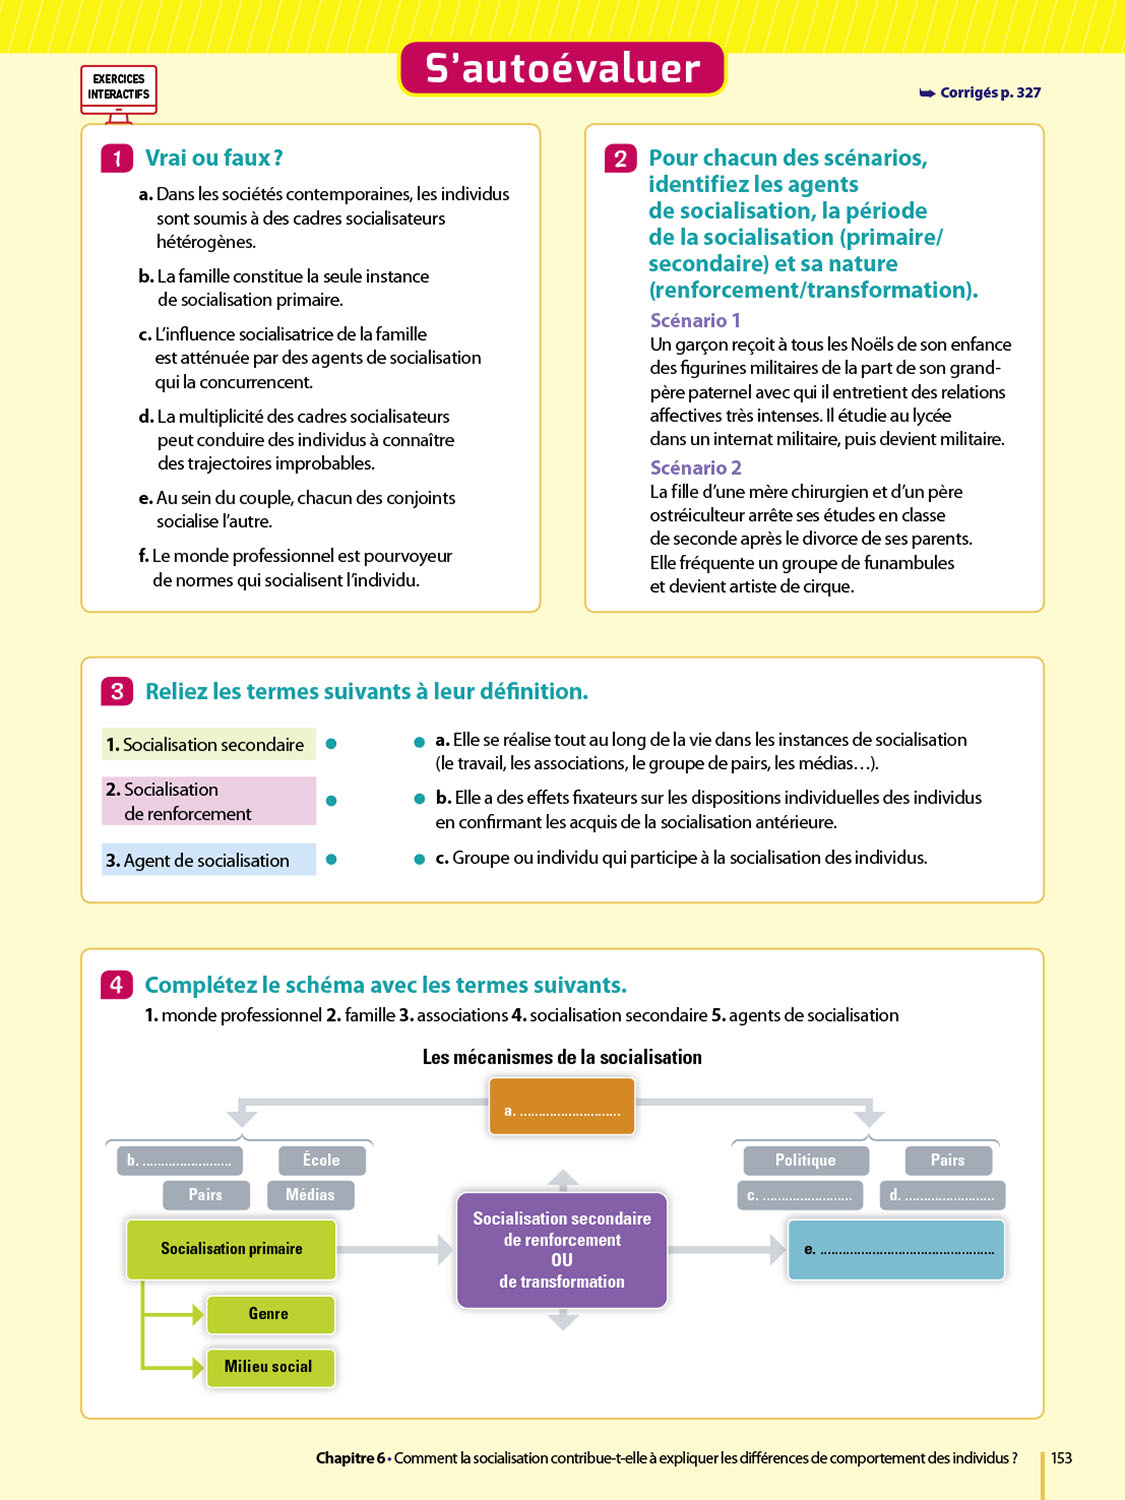 S’autoévaluer
EXERCICES
INTERACTIFS
➥ Corrigés p. 327
1 Vrai ou faux ?
a. Dans les sociétés contemporaines, les individus
sont soumis à des cadres socialisateurs
hétérogènes.
b. La famille constitue la seule instance
de socialisation primaire.
c. L’influence socialisatrice de la famille
est atténuée par des agents de socialisation
qui la concurrencent.
d. La multiplicité des cadres socialisateurs
peut conduire des individus à connaître
des trajectoires improbables.
e. Au sein du couple, chacun des conjoints
socialise l’autre.
f. Le monde professionnel est pourvoyeur
de normes qui socialisent l’individu.
2 Pour chacun des scénarios,
identifiez les agents
de socialisation, la période
de la socialisation (primaire/
secondaire) et sa nature
(renforcement/transformation).
Scénario 1
Un garçon reçoit à tous les Noëls de son enfance
des figurines militaires de la part de son grand-
père paternel avec qui il entretient des relations
affectives très intenses. Il étudie au lycée
dans un internat militaire, puis devient militaire.
Scénario 2
La fille d’une mère chirurgien et d’un père
ostréiculteur arrête ses études en classe
de seconde après le divorce de ses parents.
Elle fréquente un groupe de funambules
et devient artiste de cirque.
3 Reliez les termes suivants à leur définition.
1. Socialisation secondaire
2. Socialisation
de renforcement
3. Agent de socialisation
a. Elle se réalise tout au long de la vie dans les instances de socialisation
(le travail, les associations, le groupe de pairs, les médias…).
b. Elle a des effets fixateurs sur les dispositions individuelles des individus
en confirmant les acquis de la socialisation antérieure.
c. Groupe ou individu qui participe à la socialisation des individus.
4 Complétez le schéma avec les termes suivants.
1. monde professionnel 2. famille 3. associations 4. socialisation secondaire 5. agents de socialisation
Les mécanismes de la socialisation
a. ...........................
b. ........................ École
Pairs Médias
Politique Pairs
c. ........................ d. ........................
Socialisation primaire
Socialisation secondaire
de renforcement
OU
de transformation
e. ...............................................
Genre
Milieu social
Chapitre 6 • Comment la socialisation contribue-t-elle à expliquer les différences de comportement des individus ? 153